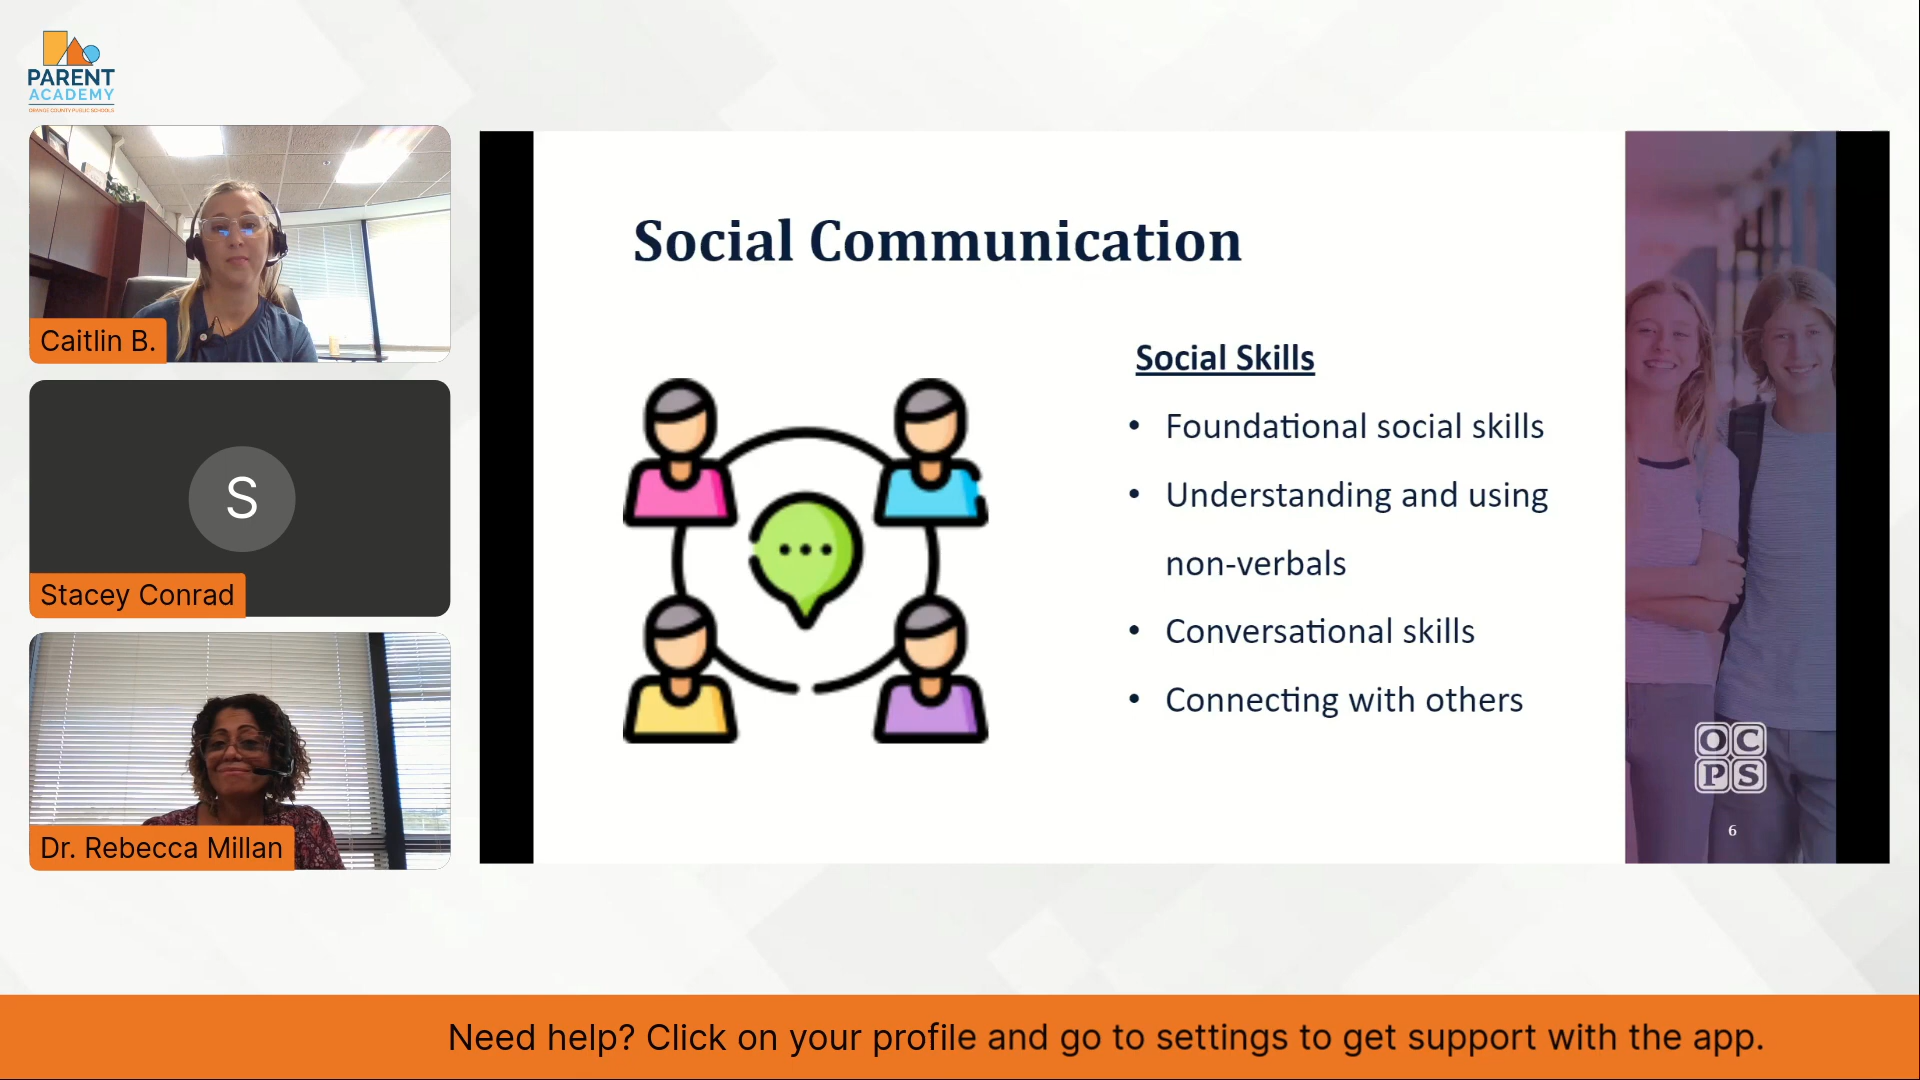 PARENT
ACADEMY
ORANGE COUNTY PUBLIC SCHOOLS
Caitlin B.
S
Stacey Conrad
Dr. Rebecca Millan
Social Communication
Social Skills
• Foundational social skills
• Understanding and using
non-verbals
• Conversational skills
• Connecting with others
O C
P S
6
Need help? Click on your profile and go to settings to get support with the app.